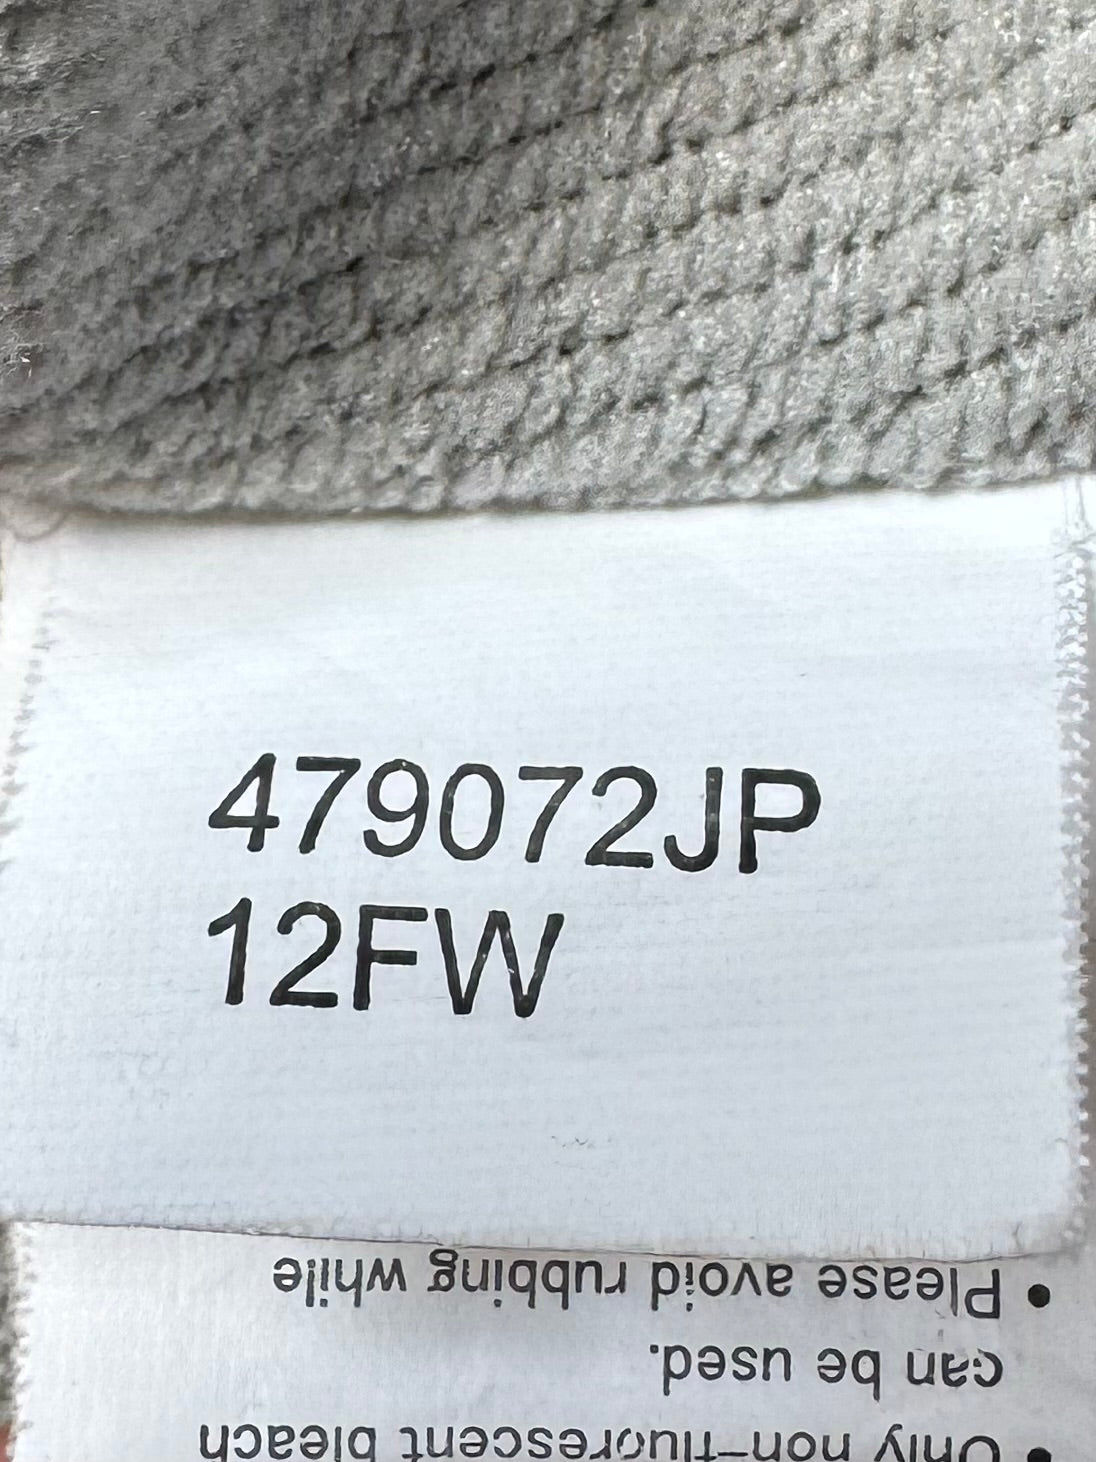 479072JP
12FW
• Only non-fluorescent bleach
can be used.
• Please avoid rubbing while